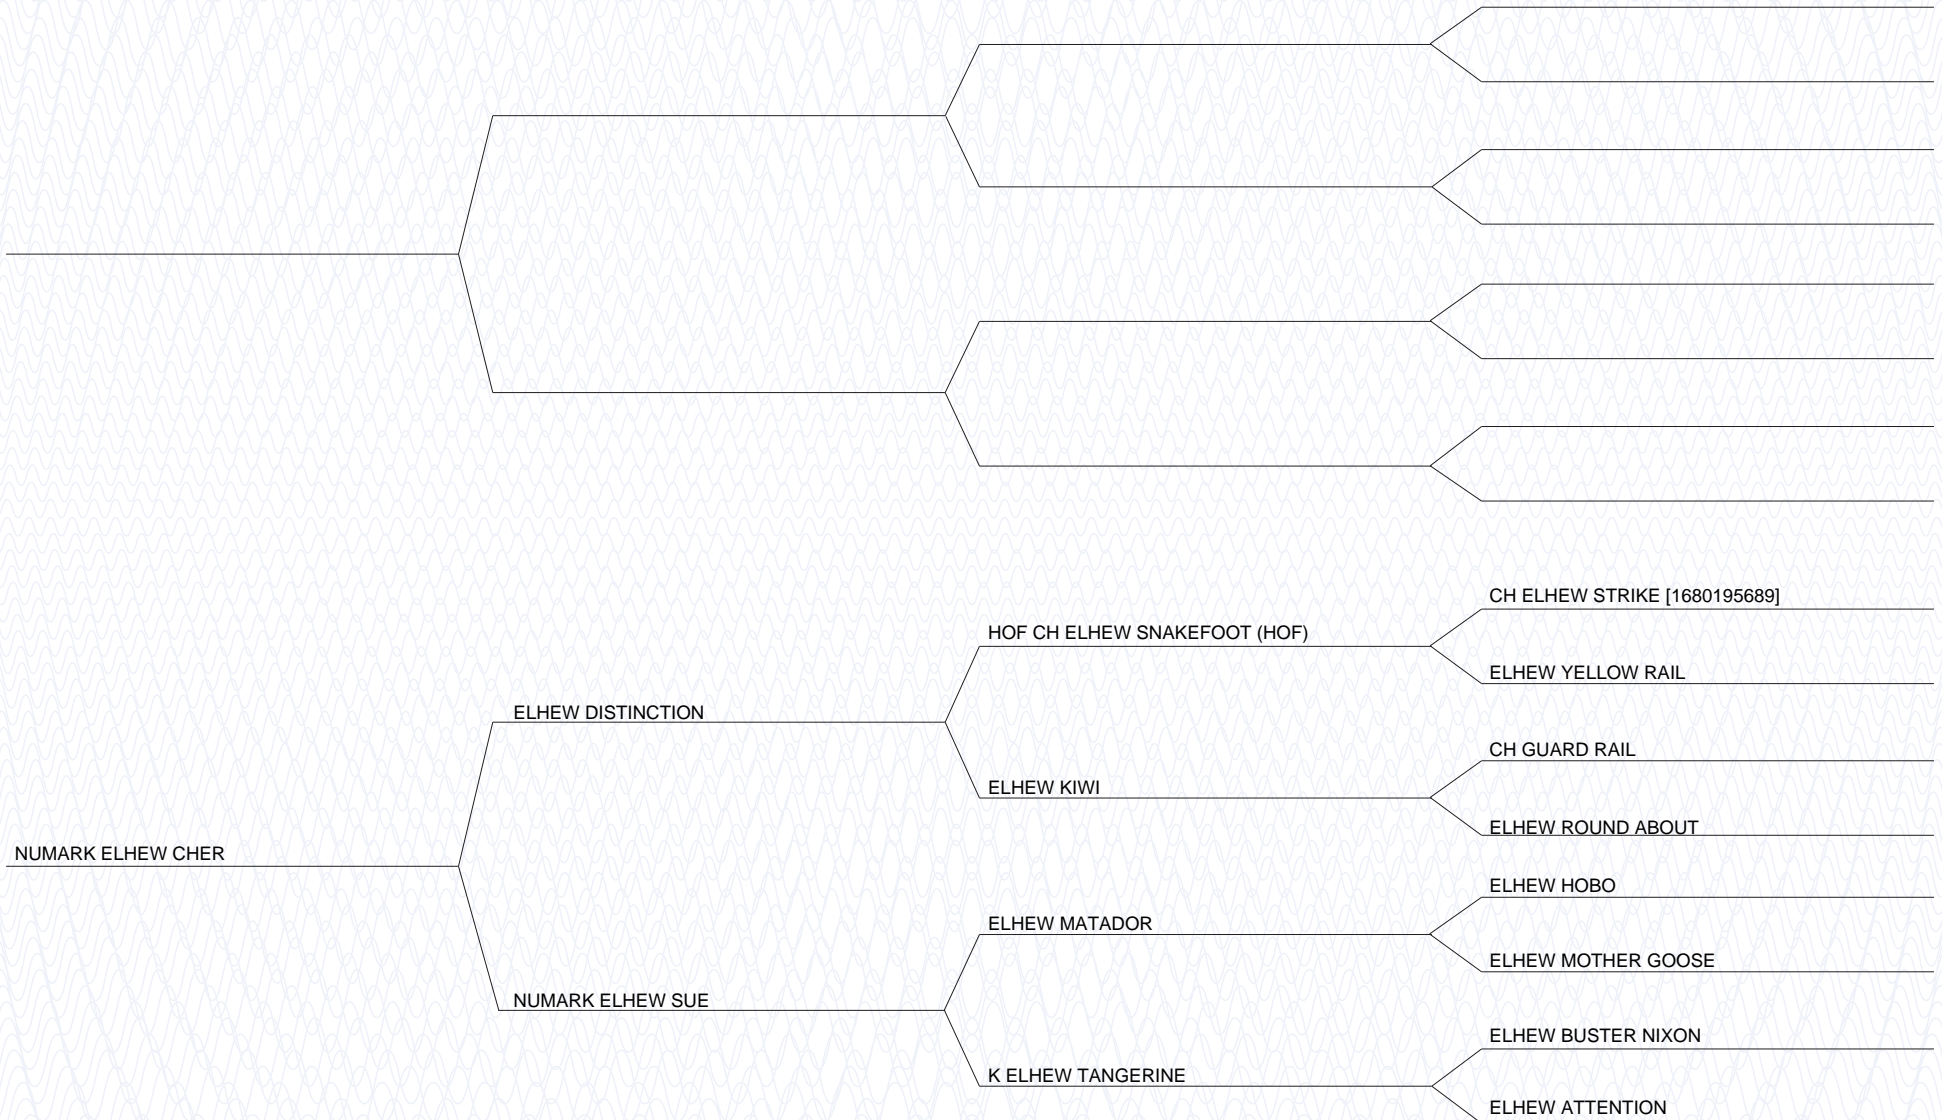 CH ELHEW STRIKE [1680195689]
HOF CH ELHEW SNAKEFOOT (HOF)
ELHEW YELLOW RAIL
ELHEW DISTINCTION
CH GUARD RAIL
ELHEW KIWI
ELHEW ROUND ABOUT
NUMARK ELHEW CHER
ELHEW HOBO
ELHEW MATADOR
ELHEW MOTHER GOOSE
NUMARK ELHEW SUE
ELHEW BUSTER NIXON
K ELHEW TANGERINE
ELHEW ATTENTION